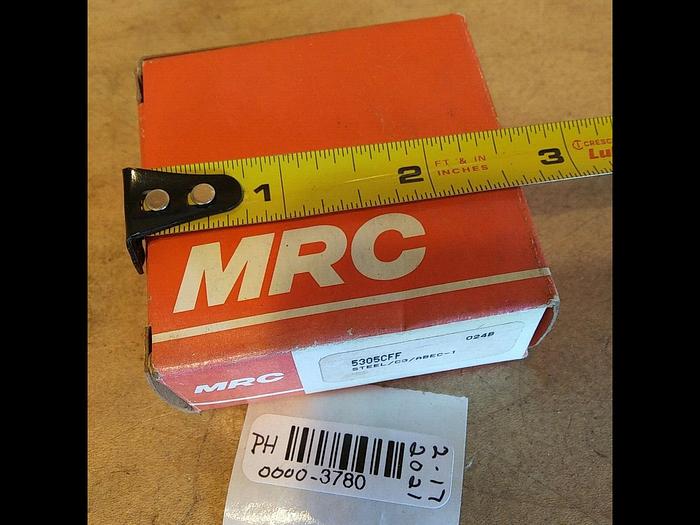 1 2 FT & IN INCHES 3 CRESC
Lu
MRC
5305CFF 024B
STEEL/C3/ABEC-1
MRC
PH
0000-3780
2-17
2021